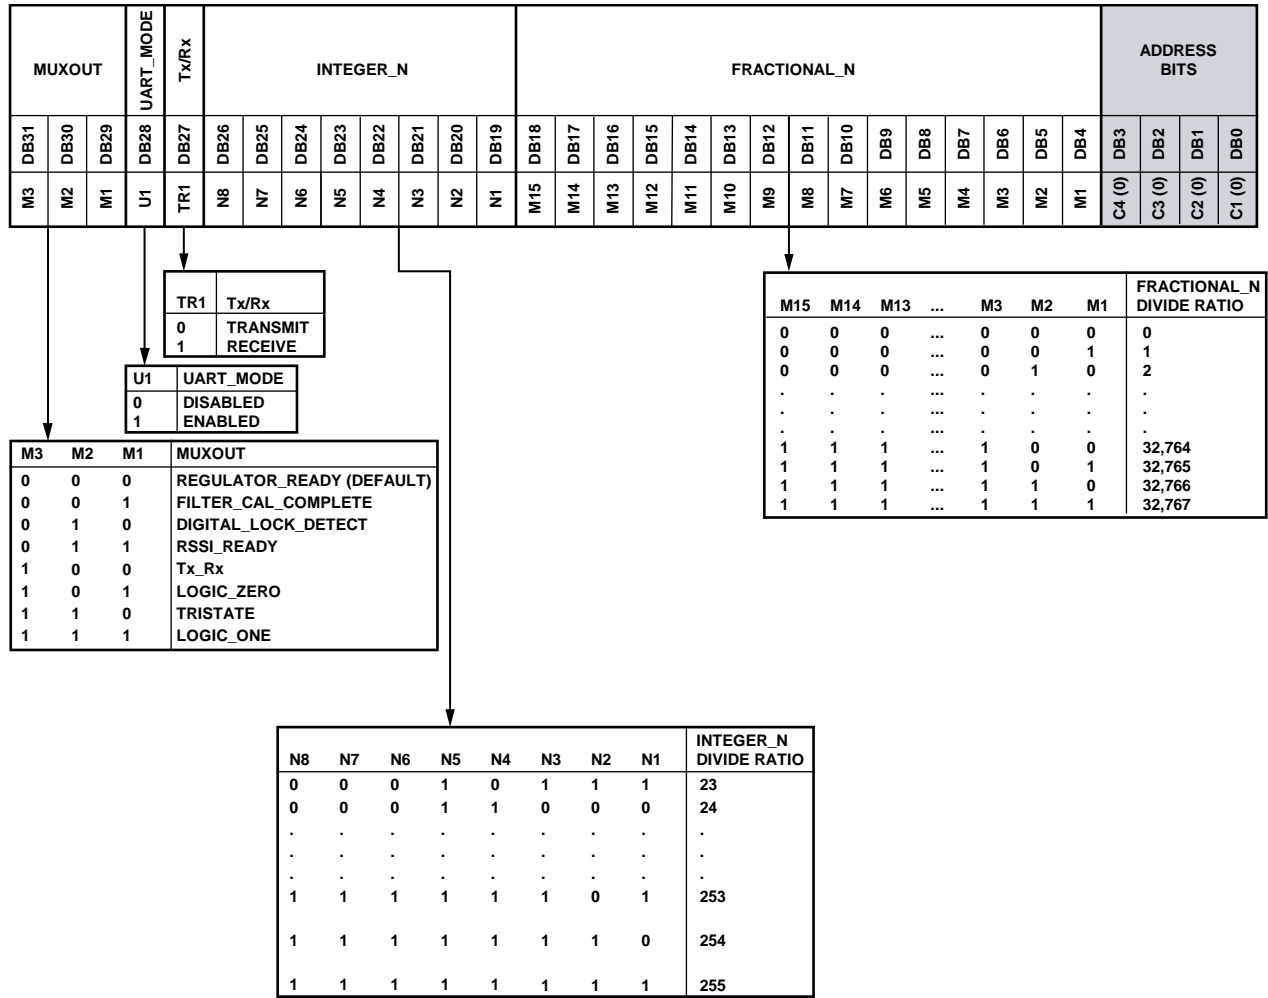 MUXOUT UART_MODE Tx/Rx INTEGER_N FRACTIONAL_N ADDRESS
BITS
DB31 DB30 DB29 DB28 DB27 DB26 DB25 DB24 DB23 DB22 DB21 DB20 DB19 DB18 DB17 DB16 DB15 DB14 DB13 DB12 DB11 DB10 DB9 DB8 DB7 DB6 DB5 DB4 DB3 DB2 DB1 DB0
M3 M2 M1 U1 TR1 N8 N7 N6 N5 N4 N3 N2 N1 M15 M14 M13 M12 M11 M10 M9 M8 M7 M6 M5 M4 M3 M2 M1 C4 (0) C3 (0) C2 (0) C1 (0)
TR1 Tx/Rx
0 TRANSMIT
1 RECEIVE
U1 UART_MODE
0 DISABLED
1 ENABLED
M3 M2 M1 MUXOUT
0 0 0 REGULATOR_READY (DEFAULT)
0 0 1 FILTER_CAL_COMPLETE
0 1 0 DIGITAL_LOCK_DETECT
0 1 1 RSSI_READY
1 0 0 Tx_Rx
1 0 1 LOGIC_ZERO
1 1 0 TRISTATE
1 1 1 LOGIC_ONE
FRACTIONAL_N
M15 M14 M13 ... M3 M2 M1 DIVIDE RATIO
0 0 0 ... 0 0 0 0
0 0 0 ... 0 0 1 1
0 0 0 ... 0 1 0 2
. . . ... . . . .
. . . ... . . . .
. . . ... . . . .
1 1 1 ... 1 0 0 32,764
1 1 1 ... 1 0 1 32,765
1 1 1 ... 1 1 0 32,766
1 1 1 ... 1 1 1 32,767
INTEGER_N
N8 N7 N6 N5 N4 N3 N2 N1 DIVIDE RATIO
0 0 0 1 0 1 1 1 23
0 0 0 1 1 0 0 0 24
. . . . . . . . .
. . . . . . . . .
. . . . . . . . .
1 1 1 1 1 1 0 1 253
1 1 1 1 1 1 1 0 254
1 1 1 1 1 1 1 1 255